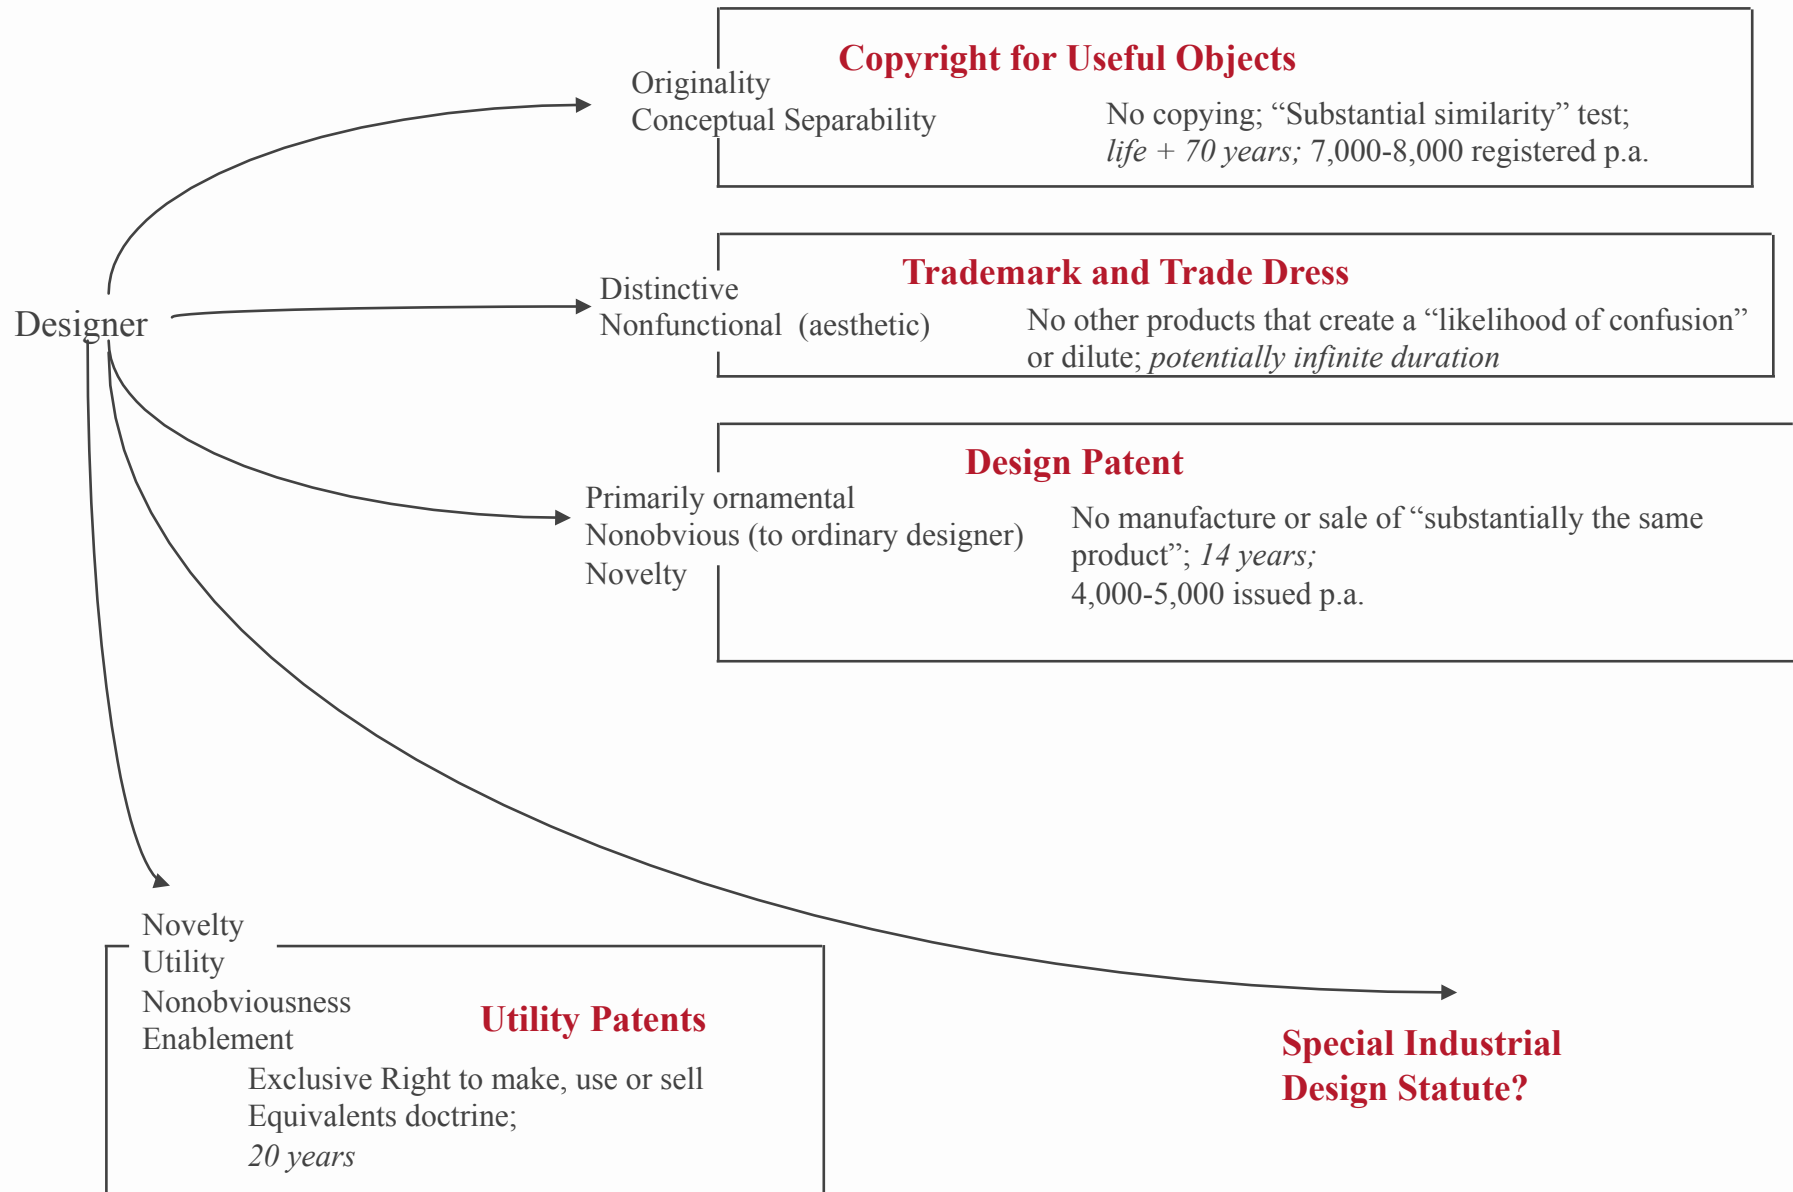 Copyright for Useful Objects
Originality
Conceptual Separability
No copying; “Substantial similarity” test;
life + 70 years; 7,000-8,000 registered p.a.
Trademark and Trade Dress
Distinctive
Nonfunctional (aesthetic)
No other products that create a “likelihood of confusion”
or dilute; potentially infinite duration
Designer
Design Patent
Primarily ornamental
Nonobvious (to ordinary designer)
Novelty
No manufacture or sale of “substantially the same
product”; 14 years;
4,000-5,000 issued p.a.
Novelty
Utility
Nonobviousness
Enablement
Utility Patents
Exclusive Right to make, use or sell
Equivalents doctrine;
20 years
Special Industrial
Design Statute?